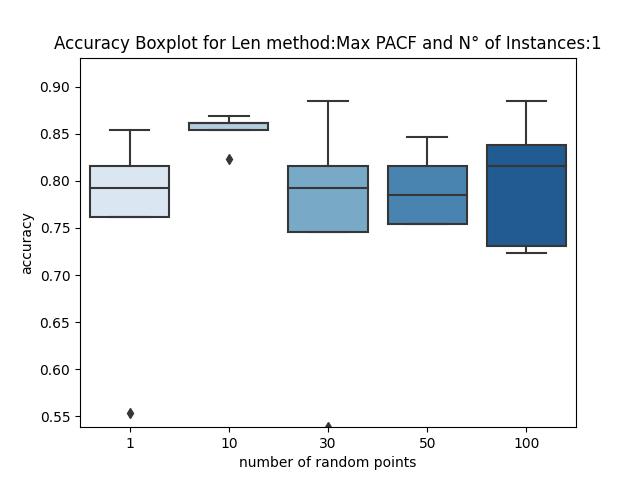 Accuracy Boxplot for Len method:Max PACF and N° of Instances:1
0.90
0.85
0.80
0.75
0.70
0.65
0.60
0.55
accuracy
1 10 30 50 100
number of random points